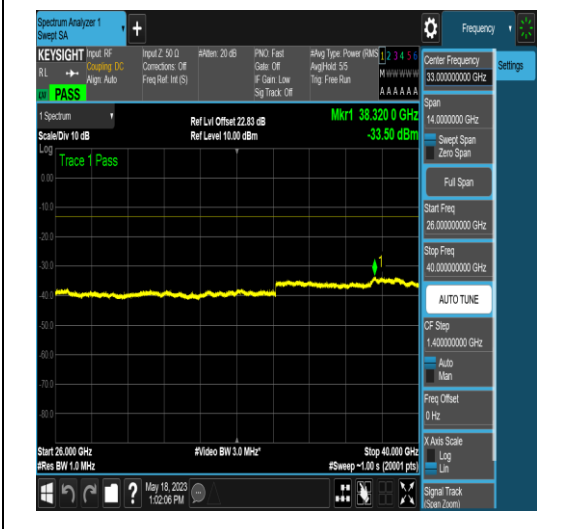 Spectrum Analyzer 1
Swept SA
+
Frequency
KEYSIGHT
RL
PASS
Input: RF
Coupling: DC
Align: Auto
Input Z: 50 Ω
Corrections: Off
Freq Ref: Int (S)
#Atten: 20 dB
PNO: Fast
Gate: Off
IF Gain: Low
Sig Track: Off
#Avg Type: Power (RMS
Avg|Hold: 5/5
Trig: Free Run
1 2 3 4 5 6
M W W W W W
A A A A A A
1 Spectrum
Scale/Div 10 dB
Ref Lvl Offset 22.83 dB
Ref Level 10.00 dBm
Mkr1 38.320 0 GHz
-33.50 dBm
Log
Trace 1 Pass
0.00
-10.0
-20.0
-30.0
1
-40.0
-50.0
-60.0
-70.0
-80.0
Start 26.000 GHz
#Res BW 1.0 MHz
#Video BW 3.0 MHz*
Stop 40.000 GHz
#Sweep ~1.00 s (20001 pts)
?
May 18, 2023
1:02:06 PM
Center Frequency
33.000000000 GHz
Settings
Span
14.0000000 GHz
Swept Span
Zero Span
Full Span
Start Freq
26.000000000 GHz
Stop Freq
40.000000000 GHz
AUTO TUNE
CF Step
1.400000000 GHz
Auto
Man
Freq Offset
0 Hz
X Axis Scale
Log
Lin
Signal Track
(Span Zoom)